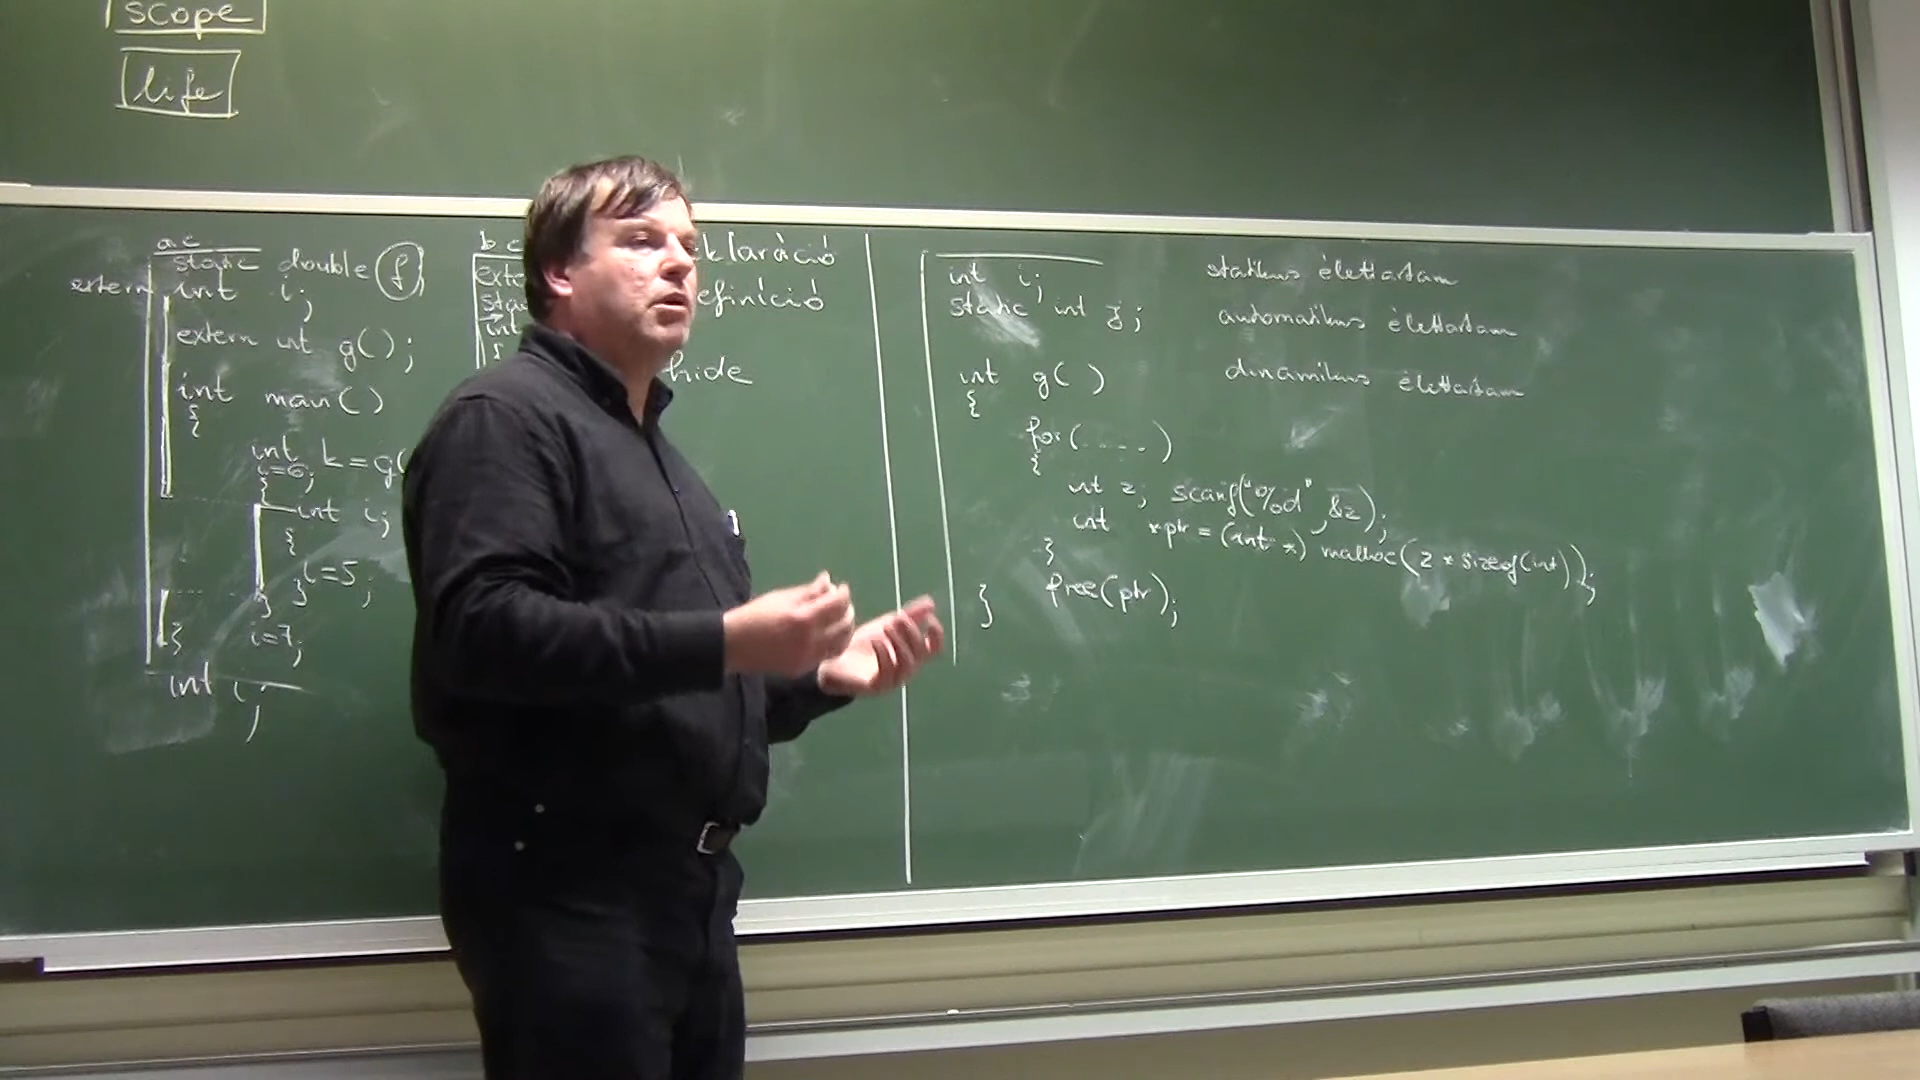 scope
life
a.c
static double f,
extern int i;
extern int g();
int main()
{
int k=g(
i=6;
{
int i;
{
i=5;
}
}
i=7;
}
int i;
b.c
{
hide
int i;
static int j;
int g()
{
for(.....)
{
int z; scanf("%d", &z);
int *ptr = (int *) malloc(z * sizeof(int));
}
free(ptr);
}
statikus élettartam
automatikus élettartam
dinamikus élettartam